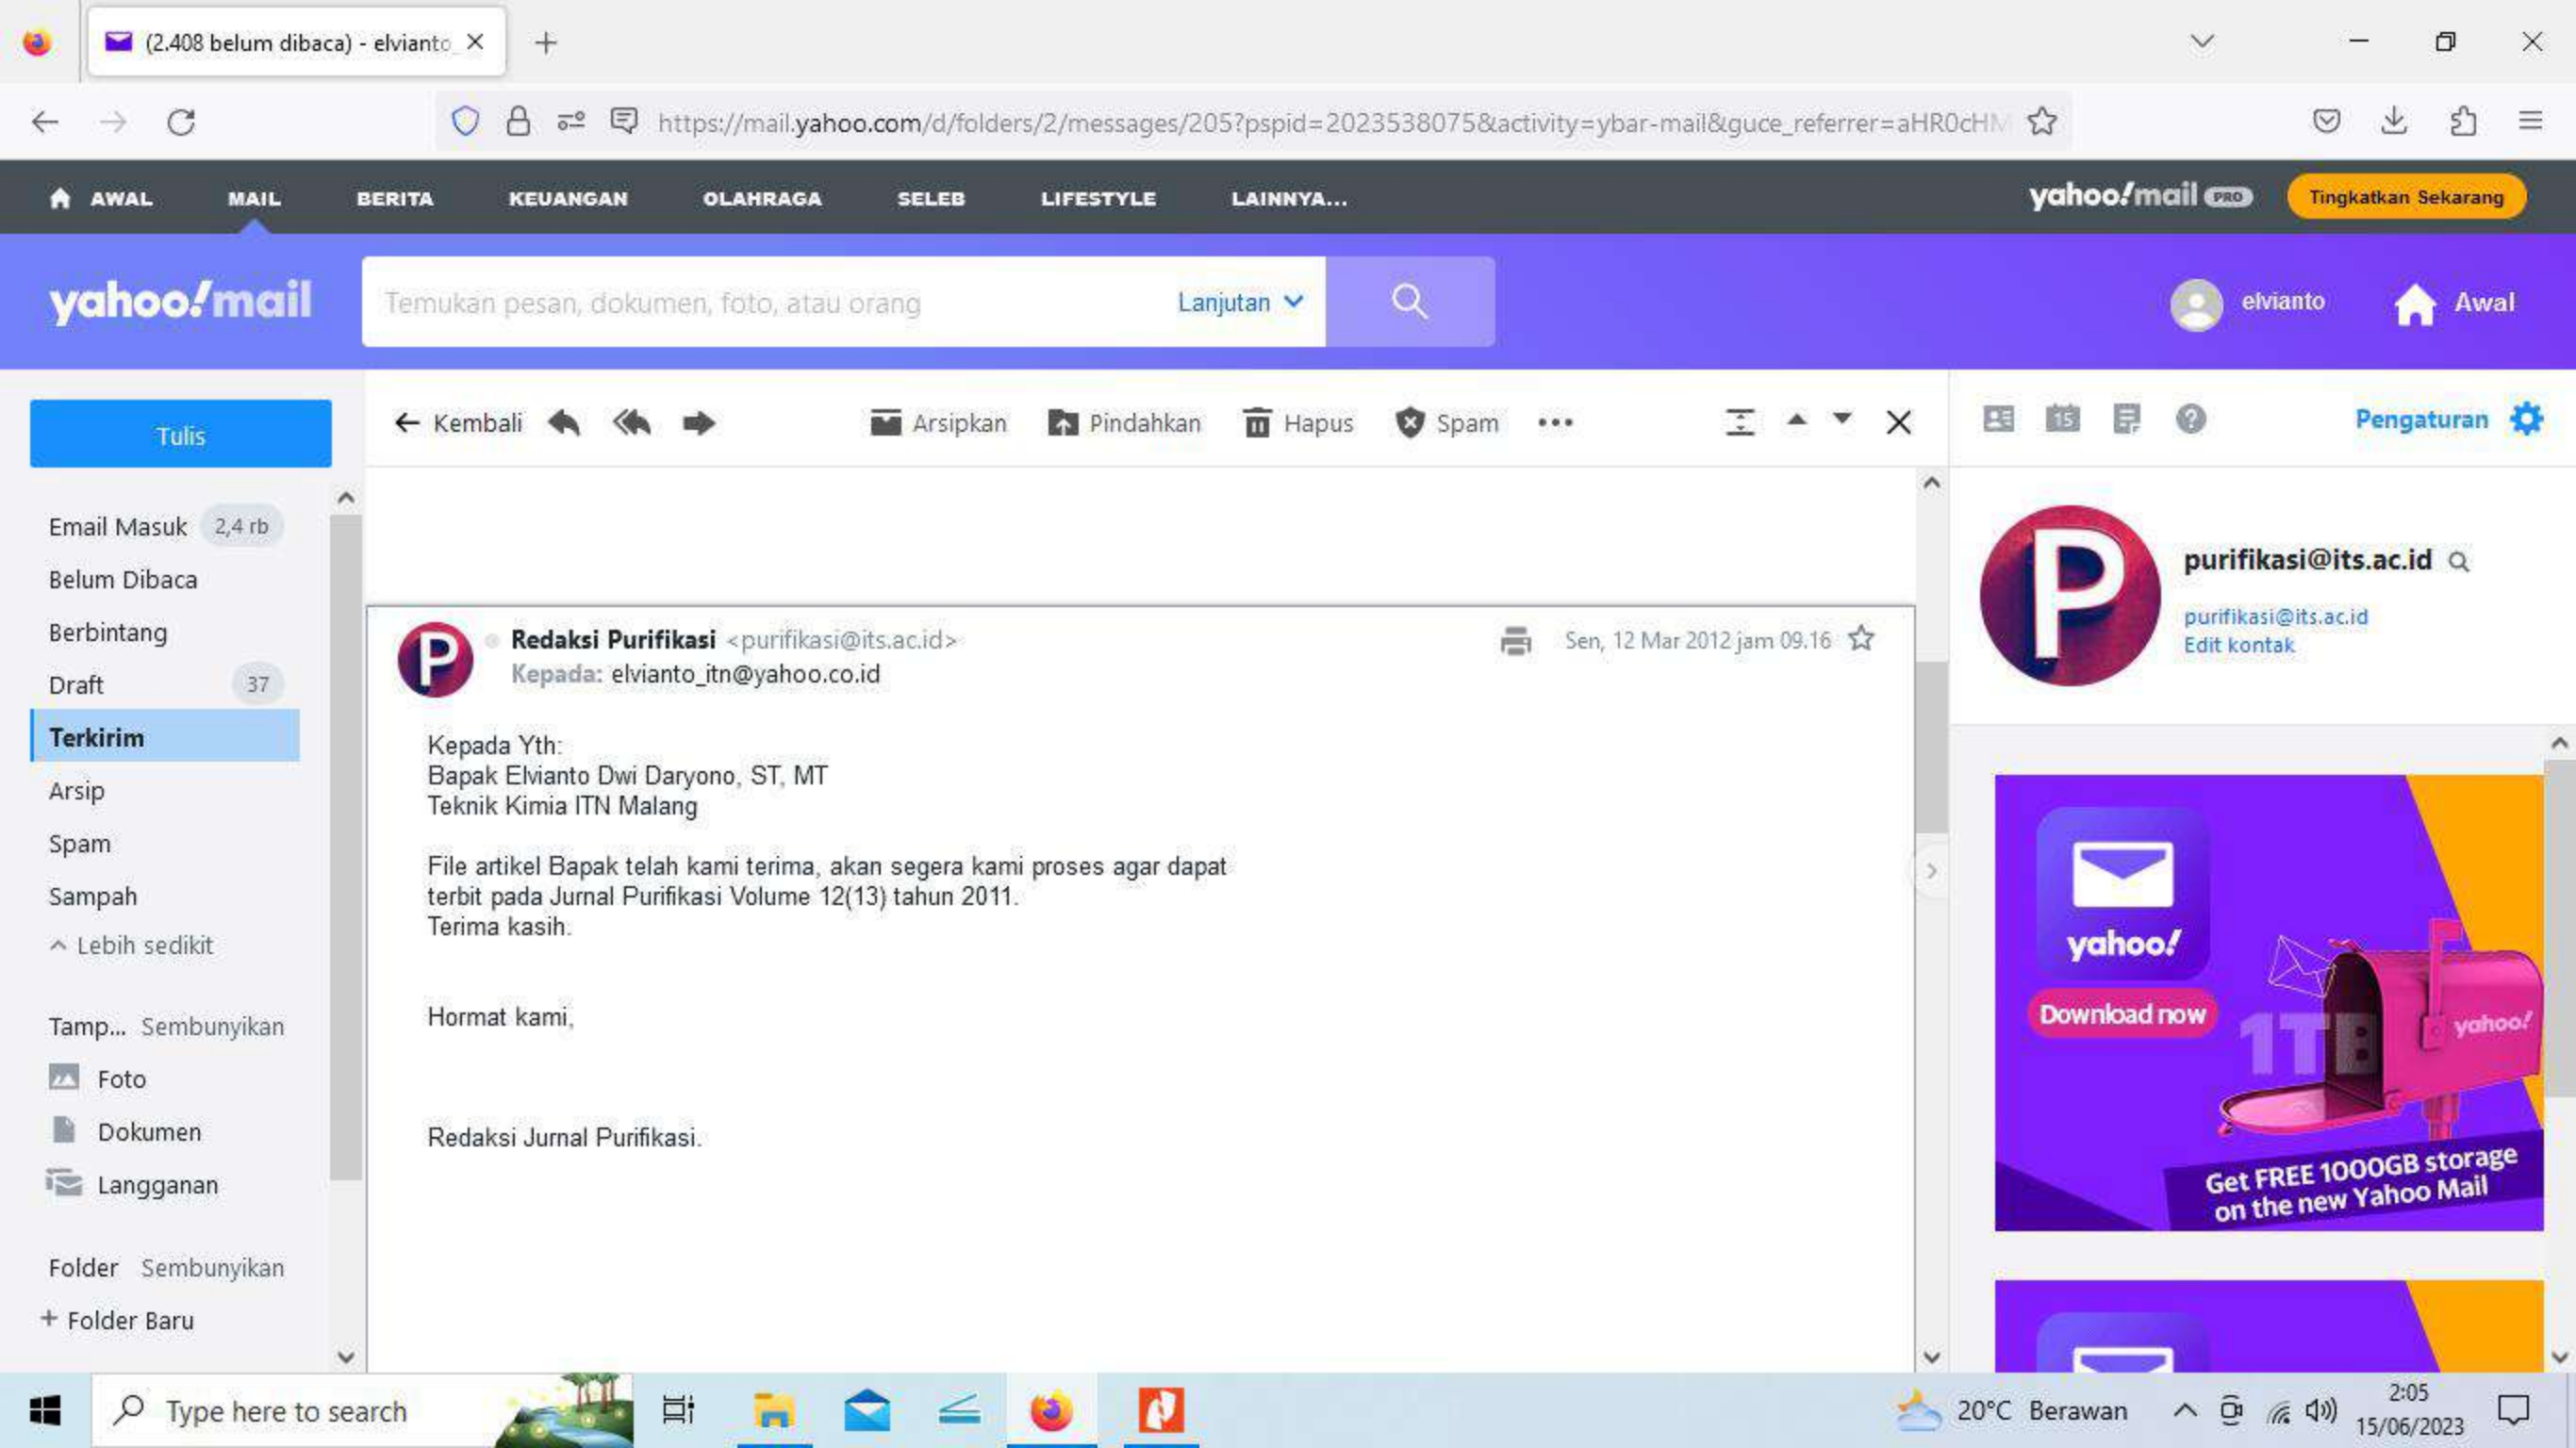 (2.408 belum dibaca) - elvianto_
https://mail.yahoo.com/d/folders/2/messages/205?pspid=2023538075&activity=ybar-mail&guce_referrer=aHR0cHM
AWAL MAIL BERITA KEUANGAN OLAHRAGA SELEB LIFESTYLE LAINNYA... yahoo!mail PRO Tingkatkan Sekarang
yahoo!mail Temukan pesan, dokumen, foto, atau orang Lanjutan elvianto Awal
Tulis
Kembali Arsipkan Pindahkan Hapus Spam ••• 15 Pengaturan
Email Masuk 2,4 rb
Belum Dibaca
Berbintang
Draft 37
Terkirim
Arsip
Spam
Sampah
Lebih sedikit
Tamp... Sembunyikan
Foto
Dokumen
Langganan
Folder Sembunyikan
+ Folder Baru
P
Redaksi Purifikasi <purifikasi@its.ac.id> Sen, 12 Mar 2012 jam 09.16
Kepada: elvianto_itn@yahoo.co.id
Kepada Yth:
Bapak Elvianto Dwi Daryono, ST, MT
Teknik Kimia ITN Malang
File artikel Bapak telah kami terima, akan segera kami proses agar dapat
terbit pada Jurnal Purifikasi Volume 12(13) tahun 2011.
Terima kasih.
Hormat kami,
Redaksi Jurnal Purifikasi.
P
purifikasi@its.ac.id
purifikasi@its.ac.id
Edit kontak
yahoo!
Download now
1TB
yahoo!
Get FREE 1000GB storage
on the new Yahoo Mail
Type here to search
20°C Berawan
2:05
15/06/2023